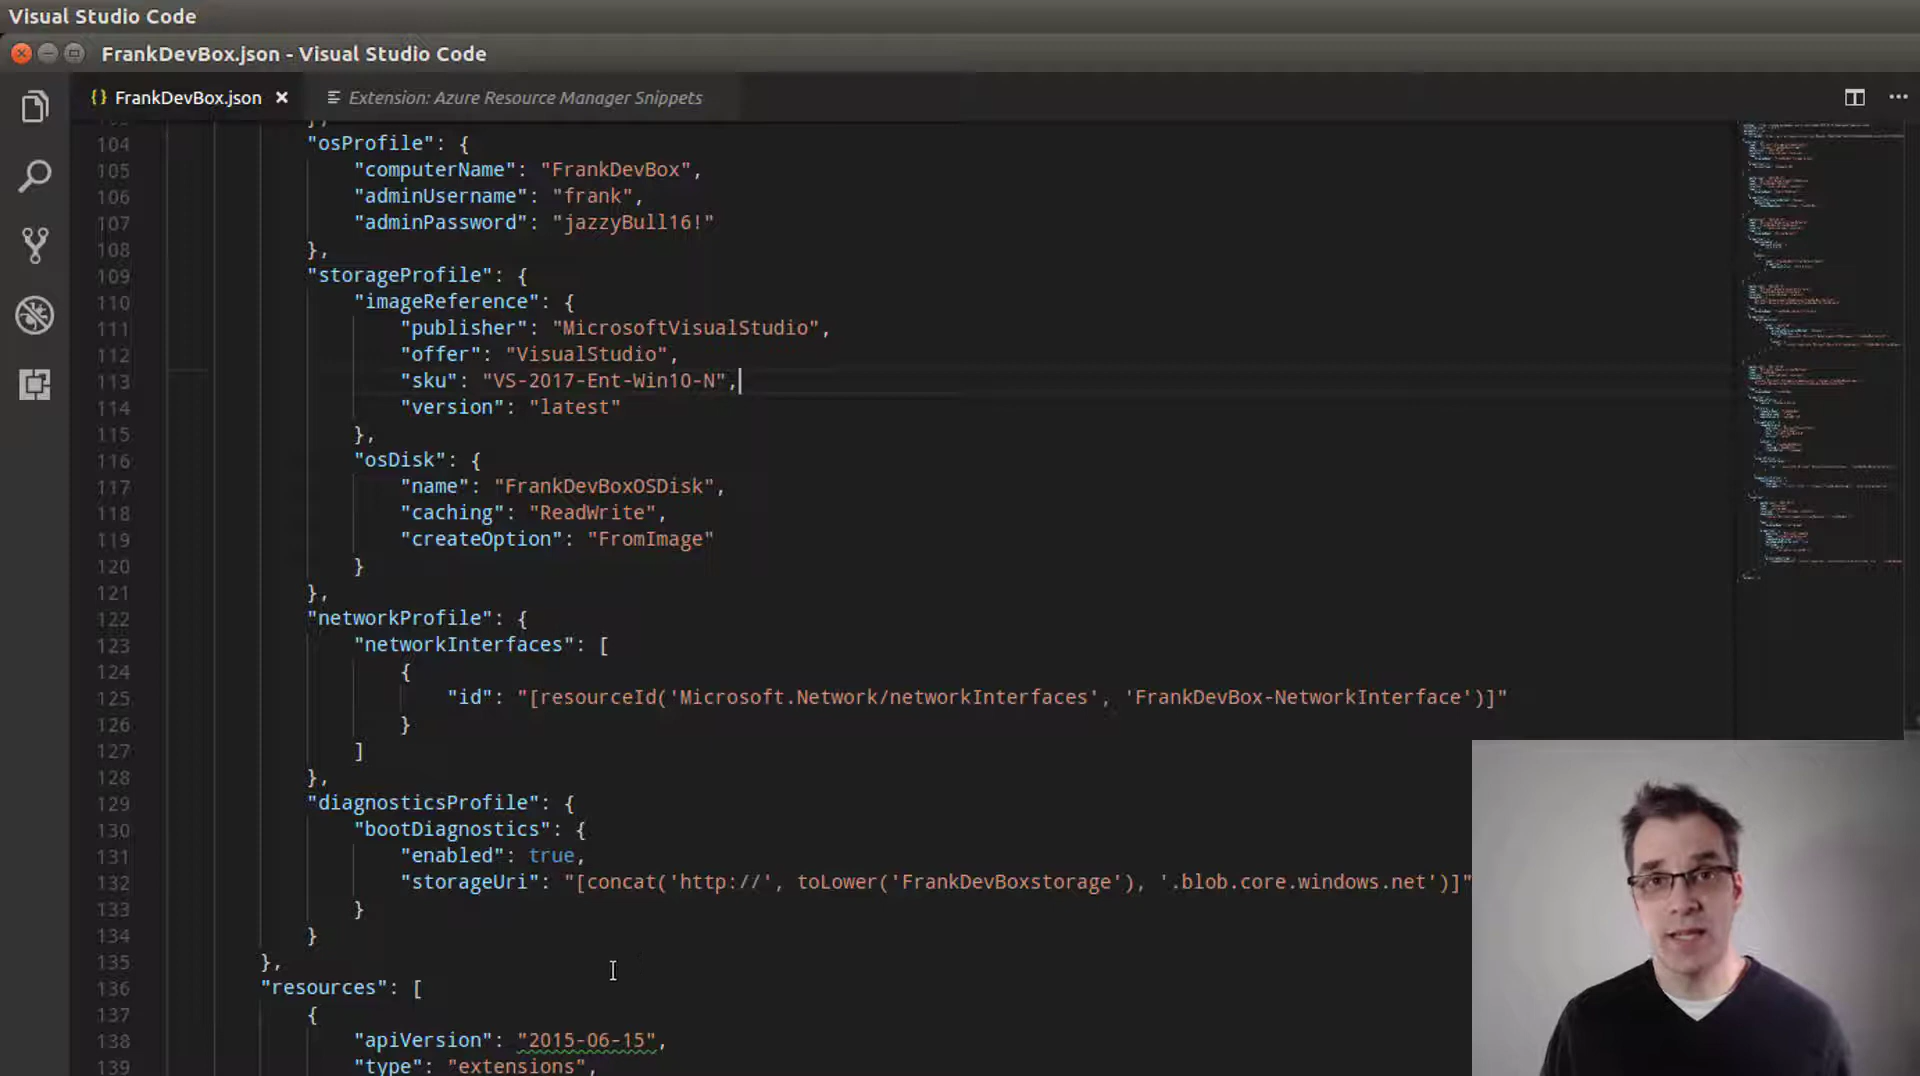 Visual Studio Code
FrankDevBox.json - Visual Studio Code
{} FrankDevBox.json × Extension: Azure Resource Manager Snippets
104 "osProfile": {
105 "computerName": "FrankDevBox",
106 "adminUsername": "frank",
107 "adminPassword": "jazzyBull16!"
108 },
109 "storageProfile": {
110 "imageReference": {
111 "publisher": "MicrosoftVisualStudio",
112 "offer": "VisualStudio",
113 "sku": "VS-2017-Ent-Win10-N",
114 "version": "latest"
115 },
116 "osDisk": {
117 "name": "FrankDevBoxOSDisk",
118 "caching": "ReadWrite",
119 "createOption": "FromImage"
120 }
121 },
122 "networkProfile": {
123 "networkInterfaces": [
124 {
125 "id": "[resourceId('Microsoft.Network/networkInterfaces', 'FrankDevBox-NetworkInterface')]"
126 }
127 ]
128 },
129 "diagnosticsProfile": {
130 "bootDiagnostics": {
131 "enabled": true,
132 "storageUri": "[concat('http://', toLower('FrankDevBoxstorage'), '.blob.core.windows.net')]"
133 }
134 }
135 },
136 "resources": [
137 {
138 "apiVersion": "2015-06-15",
139 "type": "extensions",